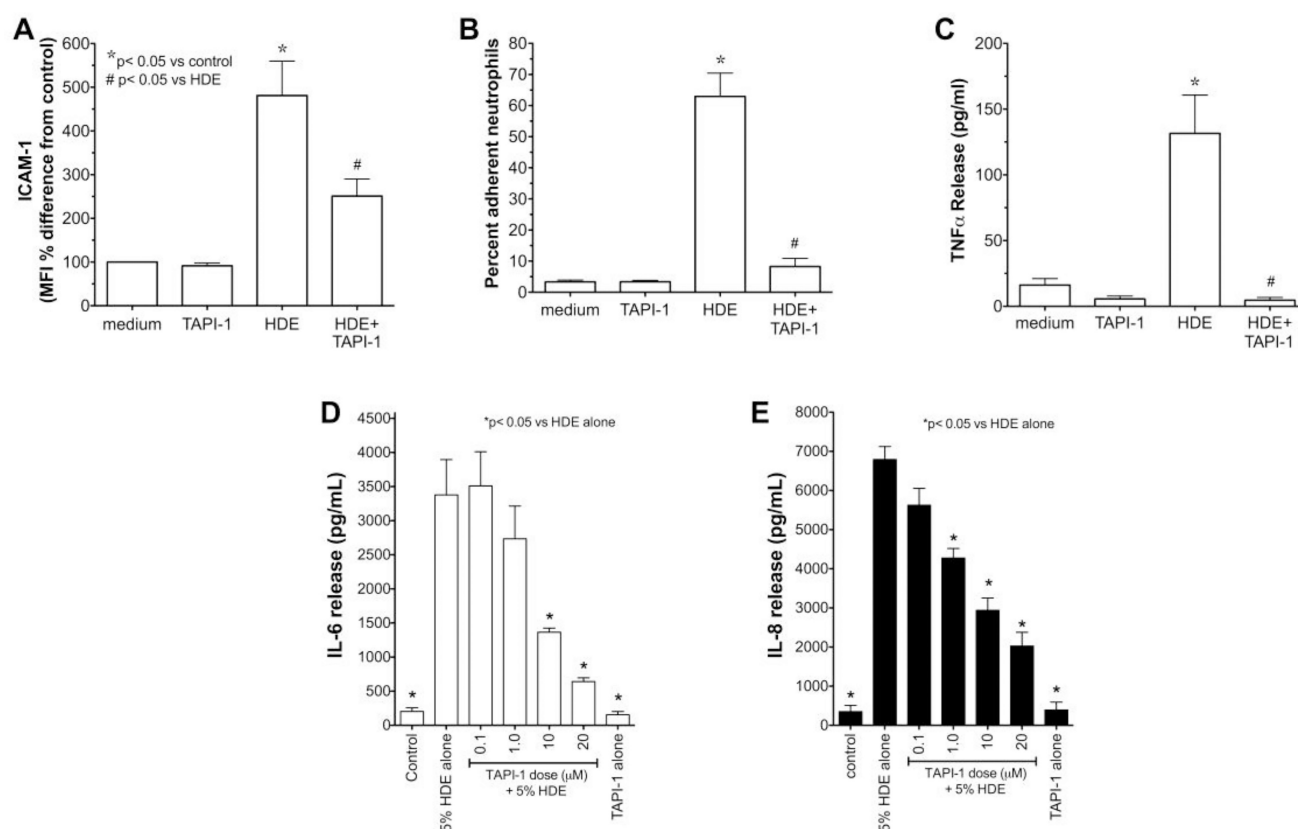 A
ICAM-1
(MFI % difference from control)
600
500
400
300
200
100
0
*p< 0.05 vs control
# p< 0.05 vs HDE
*
#
medium
TAPI-1
HDE
HDE+
TAPI-1
B
Percent adherent neutrophils
80
70
60
50
40
30
20
10
0
*
#
medium
TAPI-1
HDE
HDE+
TAPI-1
C
TNFα Release (pg/ml)
200
150
100
50
0
*
#
medium
TAPI-1
HDE
HDE+
TAPI-1
D
IL-6 release (pg/mL)
4500
4000
3500
3000
2500
2000
1500
1000
500
0
*p< 0.05 vs HDE alone
*
*
*
*
Control
5% HDE alone
0.1
1.0
10
20
TAPI-1 alone
TAPI-1 dose (μM)
+ 5% HDE
E
IL-8 release (pg/mL)
8000
7000
6000
5000
4000
3000
2000
1000
0
*p< 0.05 vs HDE alone
*
*
*
*
*
control
5% HDE alone
0.1
1.0
10
20
TAPI-1 alone
TAPI-1 dose (μM)
+ 5% HDE